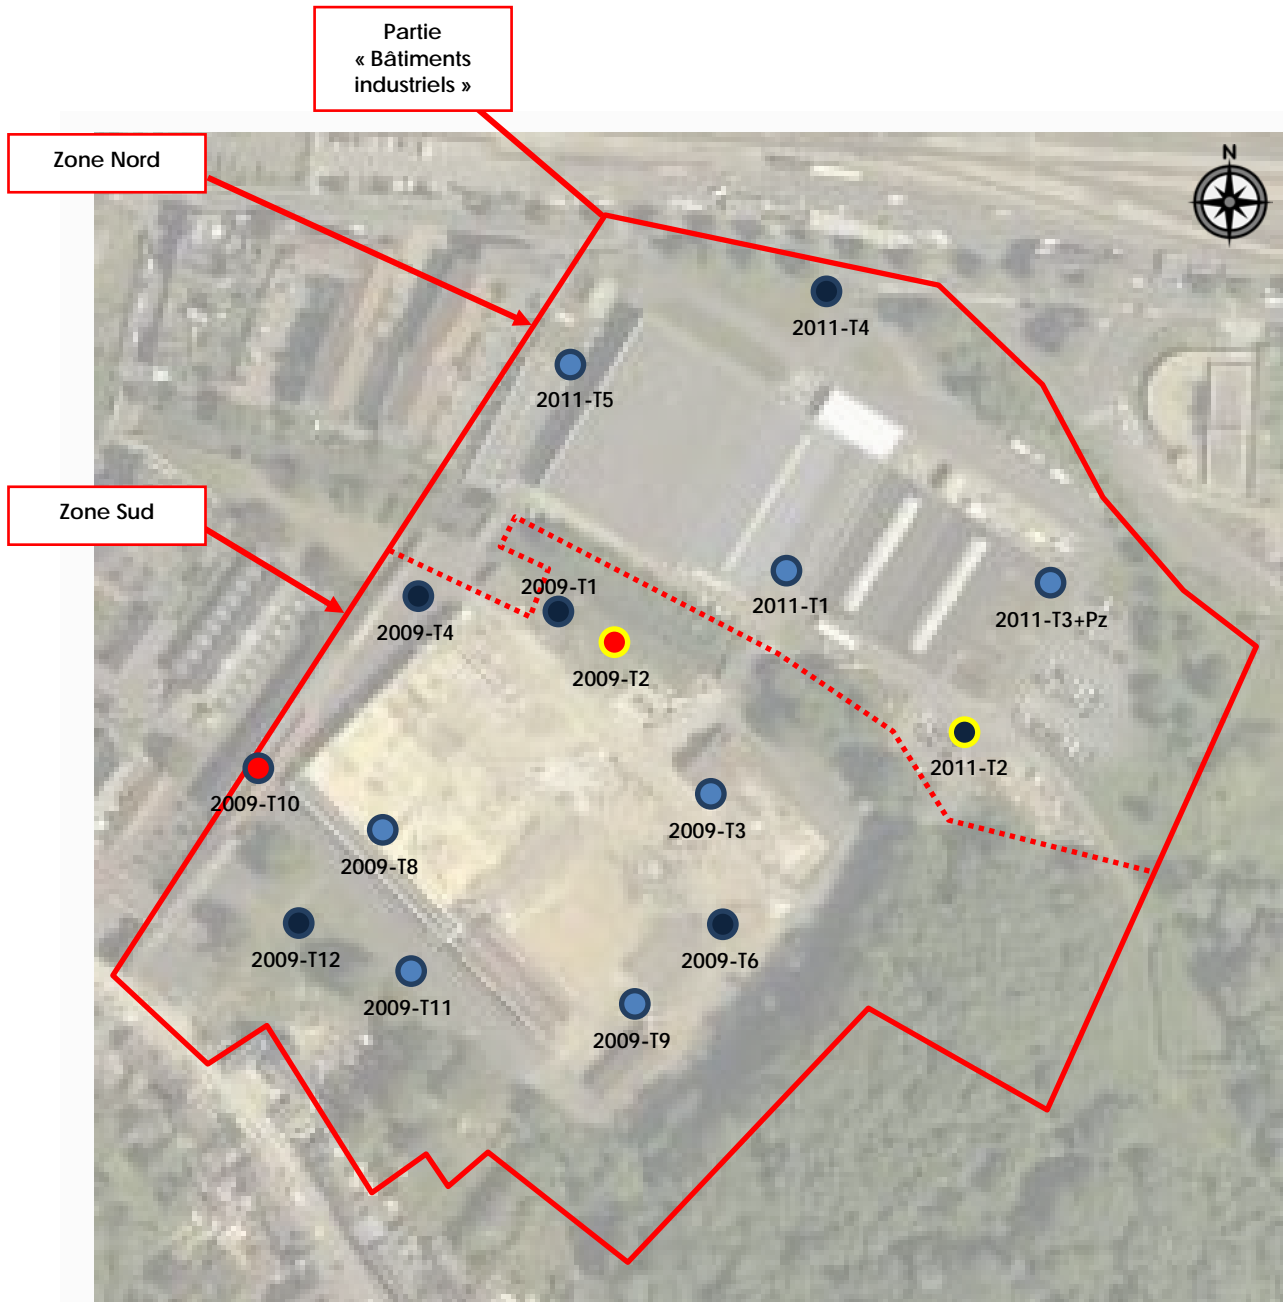 Partie
« Bâtiments
industriels »
Zone Nord
N
2011-T4
2011-T5
Zone Sud
2009-T1
2011-T1
2011-T3+Pz
2009-T4
2009-T2
2011-T2
2009-T10
2009-T3
2009-T8
2009-T12
2009-T6
2009-T11
2009-T9